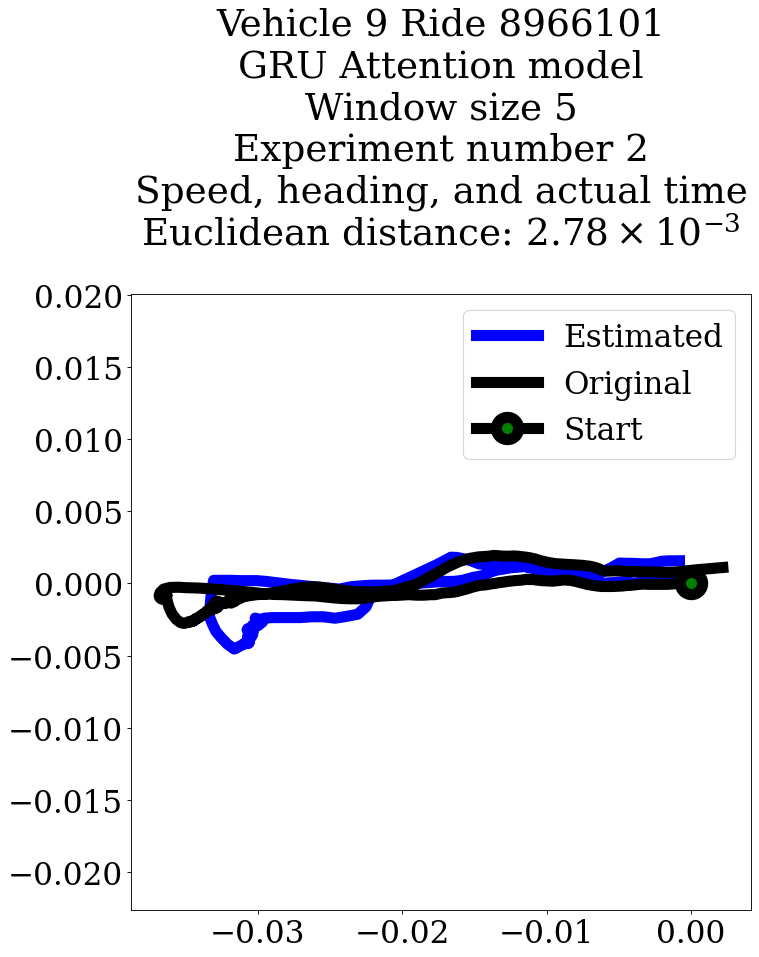 Vehicle 9 Ride 8966101
GRU Attention model
Window size 5
Experiment number 2
Speed, heading, and actual time
Euclidean distance: 2.78 × 10⁻³
0.020
0.015
0.010
0.005
0.000
−0.005
−0.010
−0.015
−0.020
Estimated
Original
Start
−0.03 −0.02 −0.01 0.00